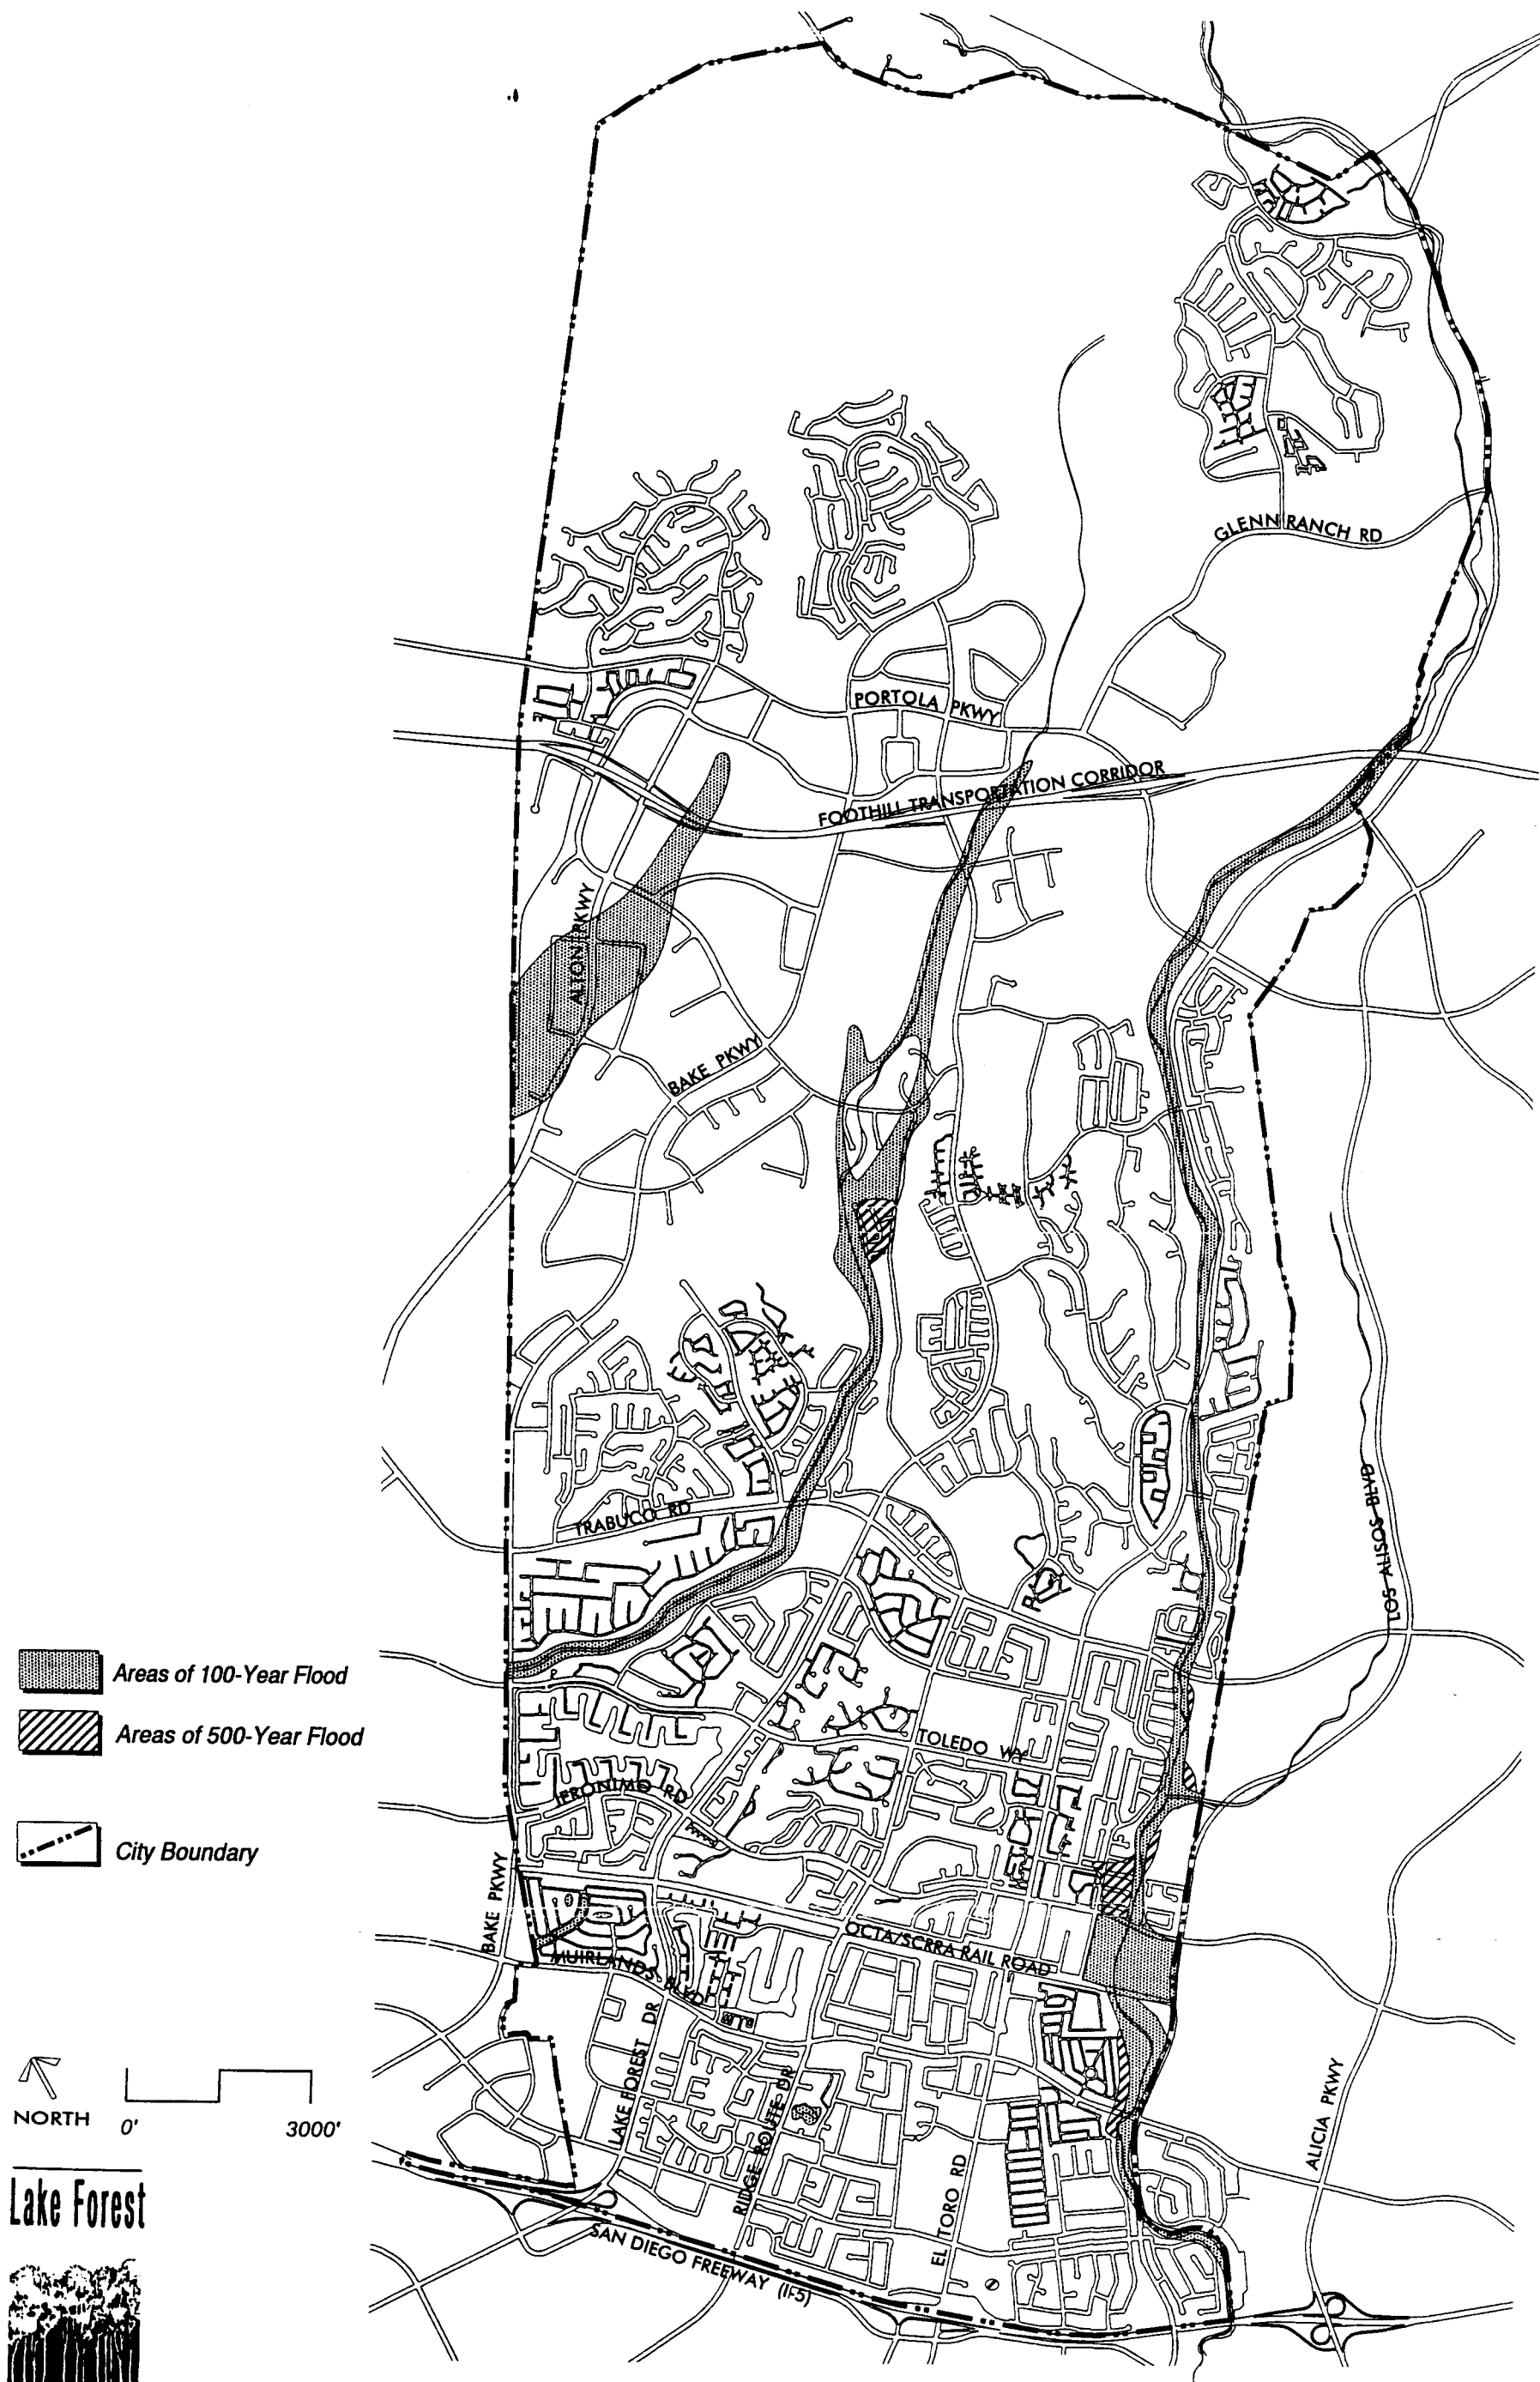 GLENN RANCH RD
PORTOLA PKWY
FOOTHILL TRANSPORTATION CORRIDOR
ALTON PKWY
BAKE PKWY
TRABUCO RD
LOS ALISOS BLVD
Areas of 100-Year Flood
Areas of 500-Year Flood
City Boundary
TOLEDO WY
JERONIMO RD
BAKE PKWY
OCTA/SCRRA RAIL ROAD
MUIRLANDS BLVD
LAKE FOREST DR
RIDGE ROUTE DR
EL TORO RD
ALICIA PKWY
SAN DIEGO FREEWAY (I-5)
NORTH
0'
3000'
Lake Forest